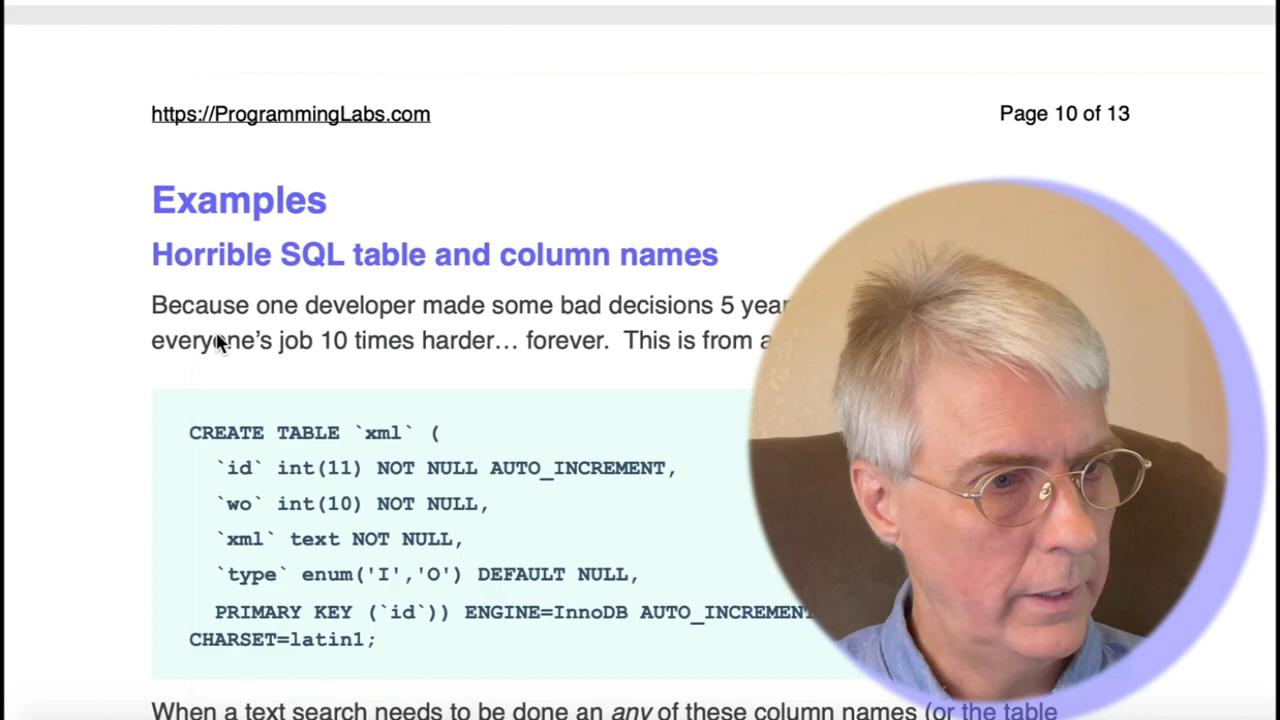 https://ProgrammingLabs.com
Page 10 of 13
Examples
Horrible SQL table and column names
Because one developer made some bad decisions 5
everyone's job 10 times harder… forever.  This is from
CREATE TABLE `xml` (
`id` int(11) NOT NULL AUTO_INCREMENT,
`wo` int(10) NOT NULL,
`xml` text NOT NULL,
`type` enum('I','O') DEFAULT NULL,
PRIMARY KEY (`id`)) ENGINE=InnoDB AUTO_INCREMENT
CHARSET=latin1;
When a text search needs to be done an any of these column names (or the table